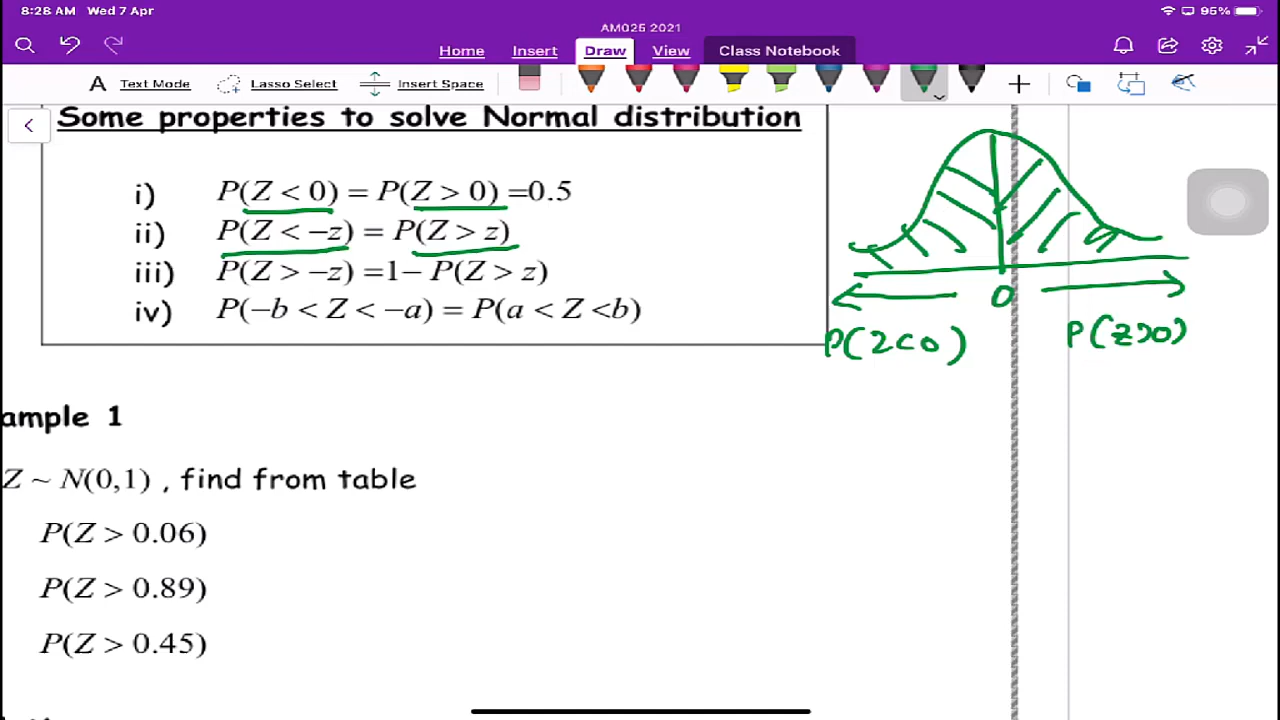 8:28 AM Wed 7 Apr
95%
AM025 2021
Home Insert Draw View Class Notebook
A Text Mode Lasso Select Insert Space
Some properties to solve Normal distribution
i) P(Z < 0) = P(Z > 0) =0.5
ii) P(Z < −z) = P(Z > z)
iii) P(Z > −z) =1− P(Z > z)
iv) P(−b < Z < −a) = P(a < Z <b)
0
P(Z<0) P(Z>0)
ample 1
Z ~ N(0,1) , find from table
P(Z > 0.06)
P(Z > 0.89)
P(Z > 0.45)